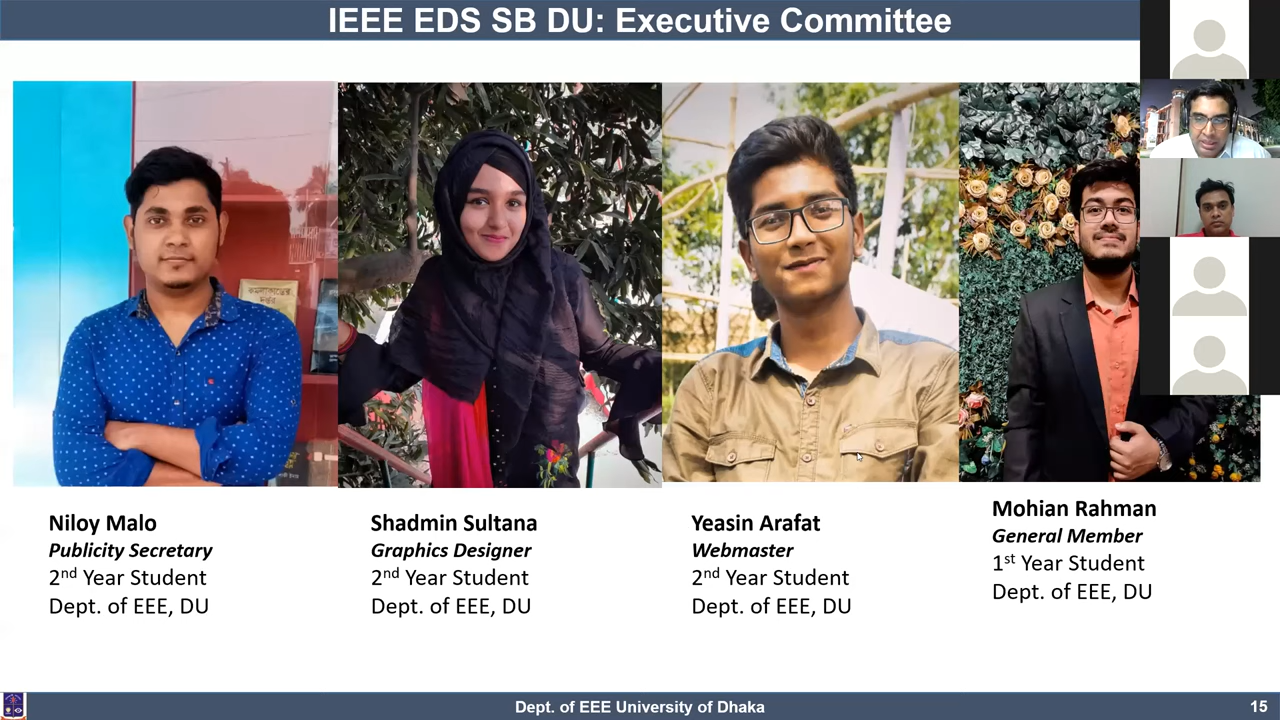 IEEE EDS SB DU: Executive Committee
Niloy Malo
Publicity Secretary
2nd Year Student
Dept. of EEE, DU
Shadmin Sultana
Graphics Designer
2nd Year Student
Dept. of EEE, DU
Yeasin Arafat
Webmaster
2nd Year Student
Dept. of EEE, DU
Mohian Rahman
General Member
1st Year Student
Dept. of EEE, DU
Dept. of EEE University of Dhaka
15